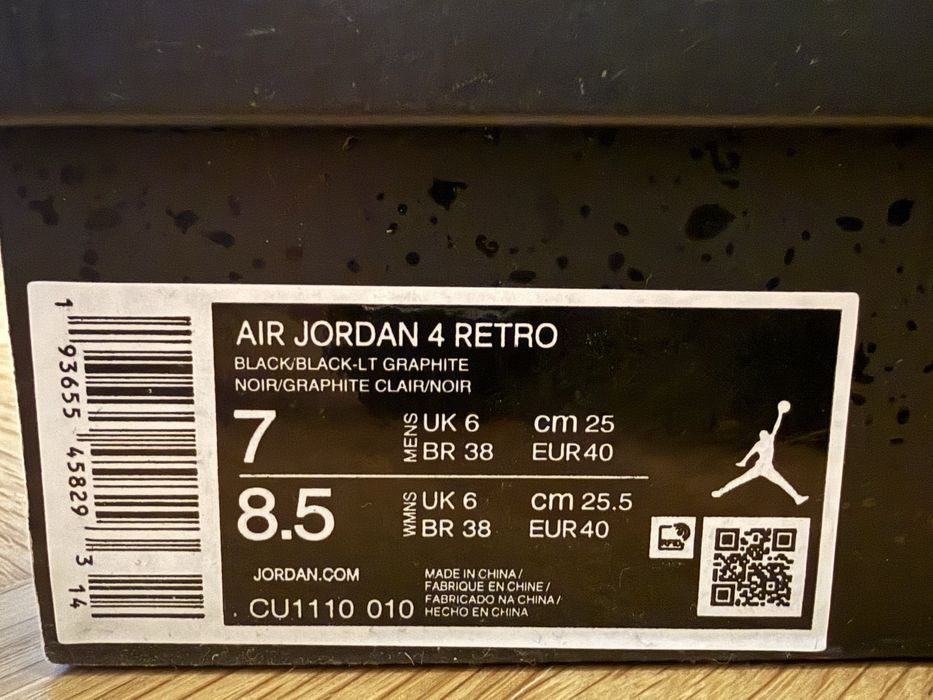 AIR JORDAN 4 RETRO
BLACK/BLACK-LT GRAPHITE
NOIR/GRAPHITE CLAIR/NOIR
7
MENS
UK 6 cm 25
BR 38 EUR 40
8.5
WMNS
UK 6 cm 25.5
BR 38 EUR 40
JORDAN.COM
CU1110 010
MADE IN CHINA /
FABRIQUE EN CHINE /
FABRICADO NA CHINA /
HECHO EN CHINA
1 93655 45829 3 14